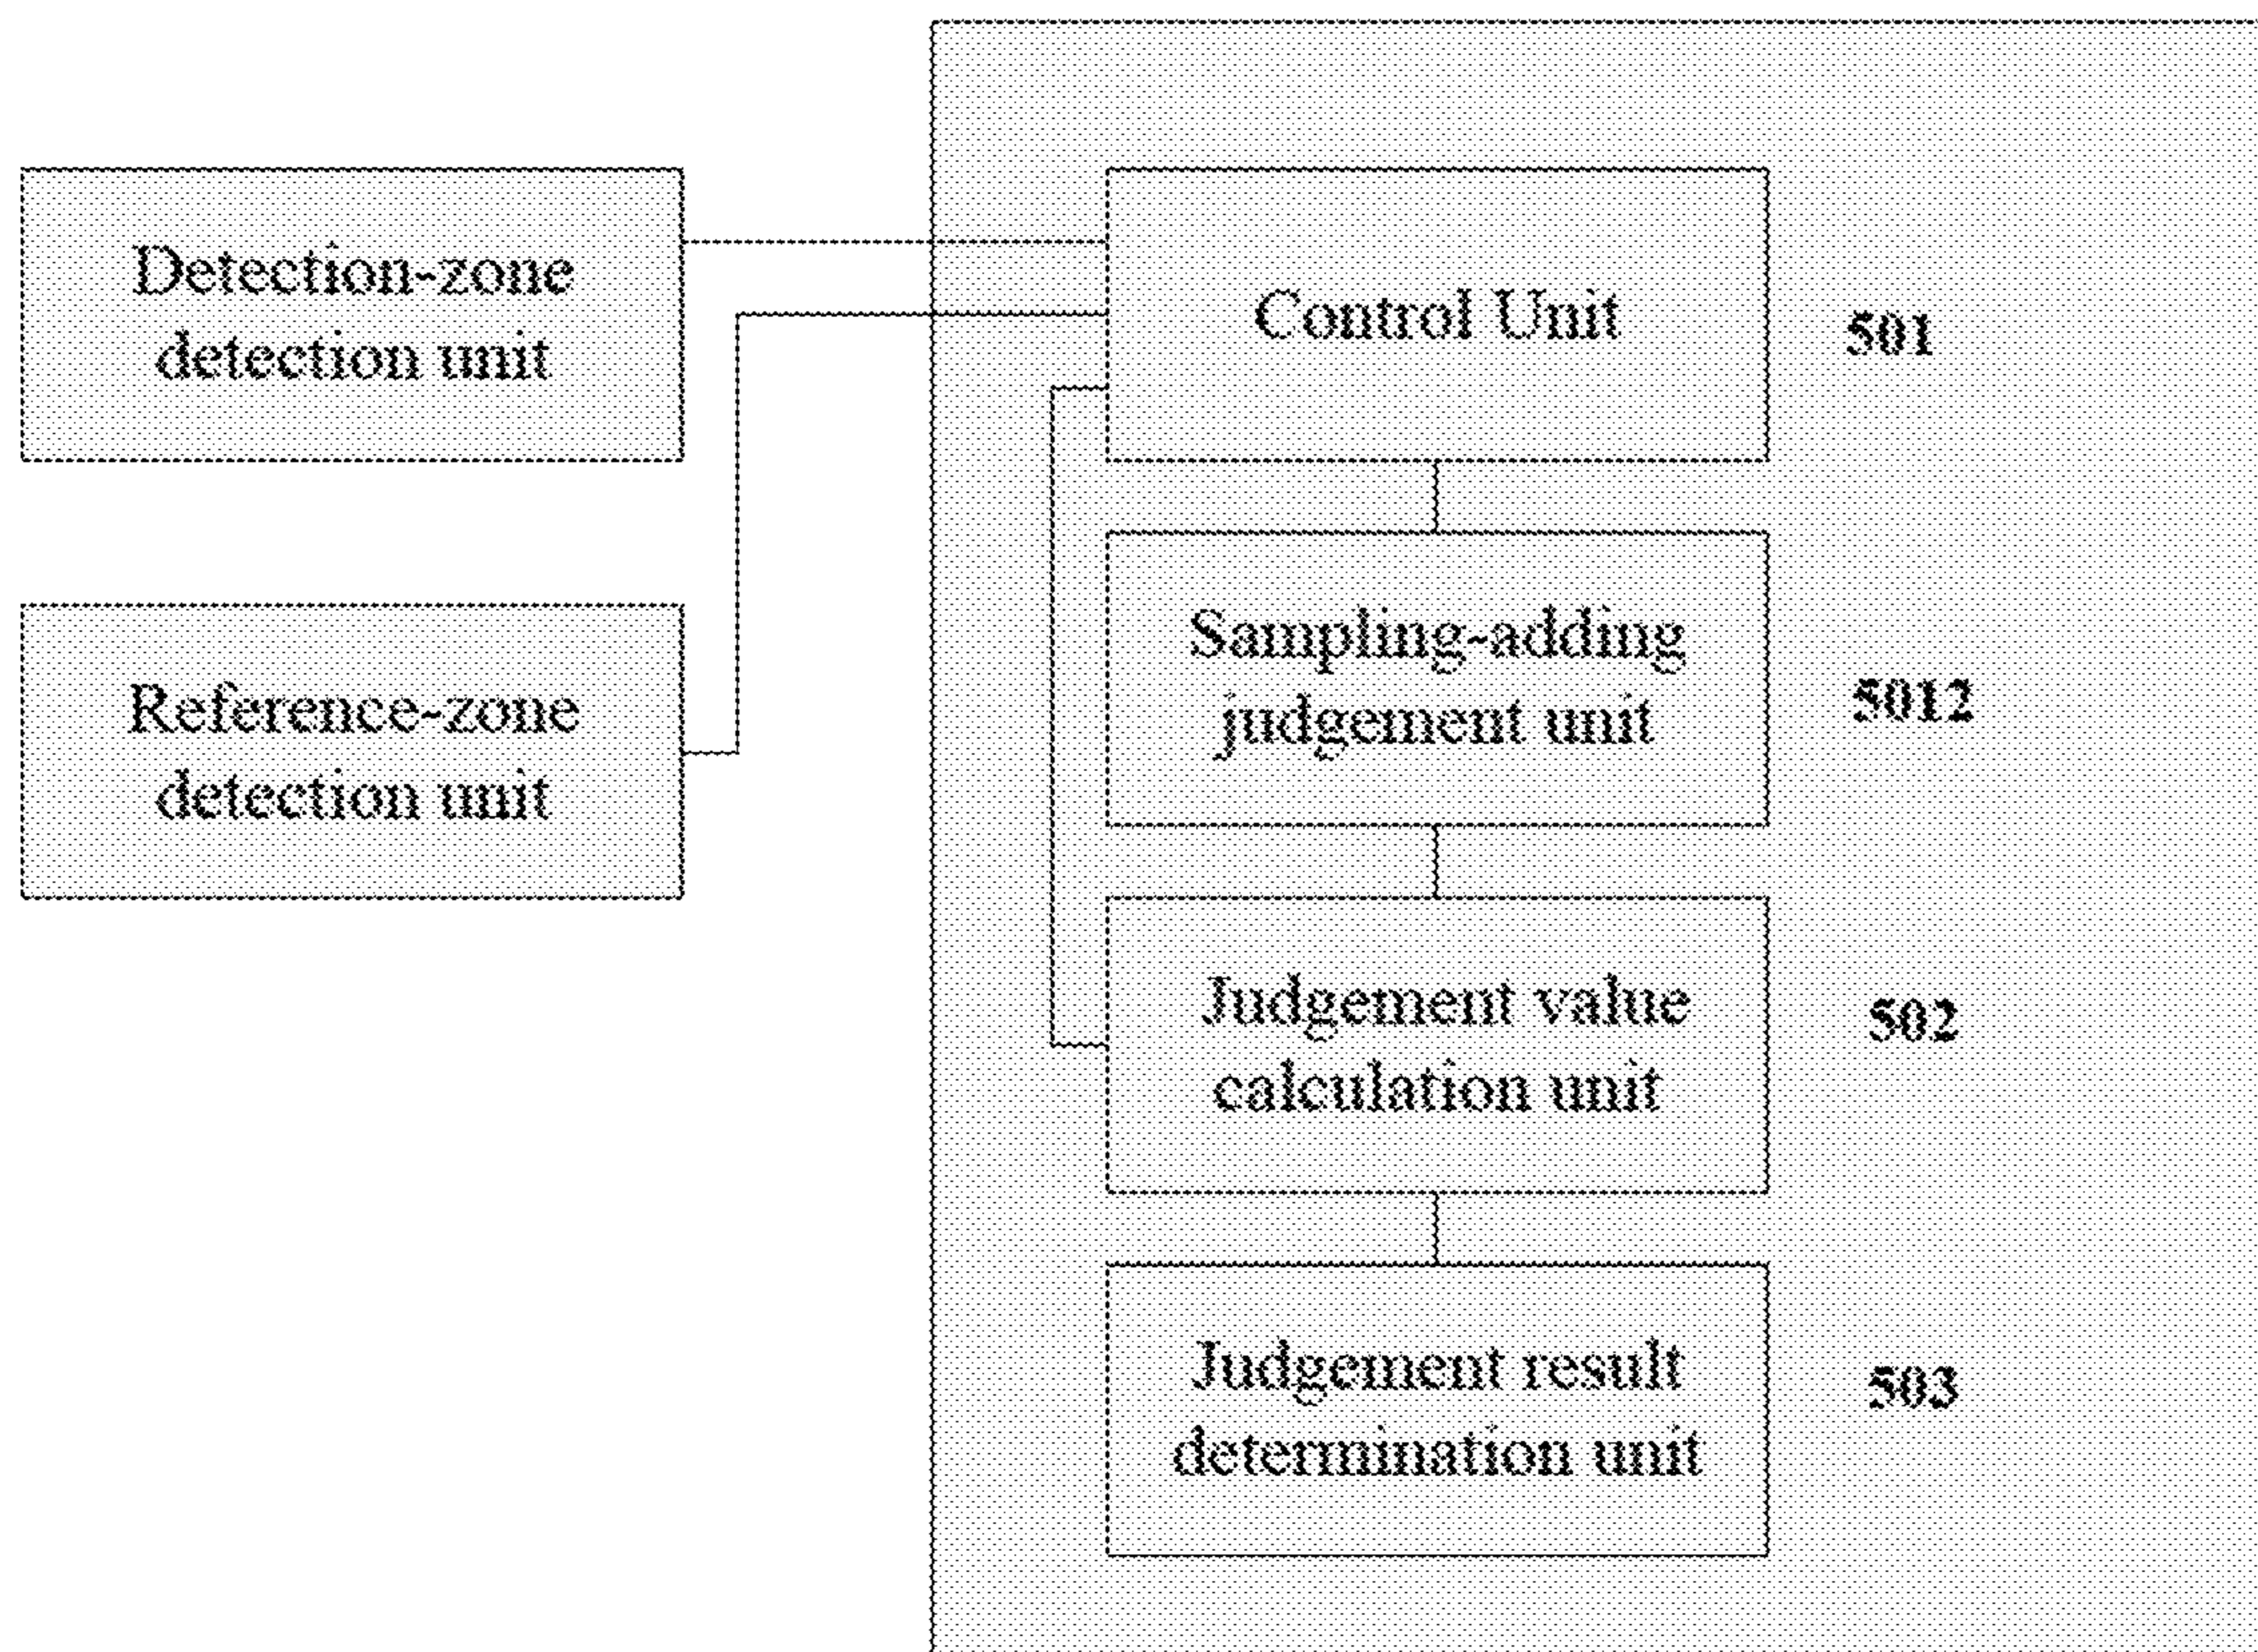 Detection-zone
detection unit
Reference-zone
detection unit
Control Unit
501
Sampling-adding
judgement unit
5012
Judgement value
calculation unit
502
Judgement result
determination unit
503